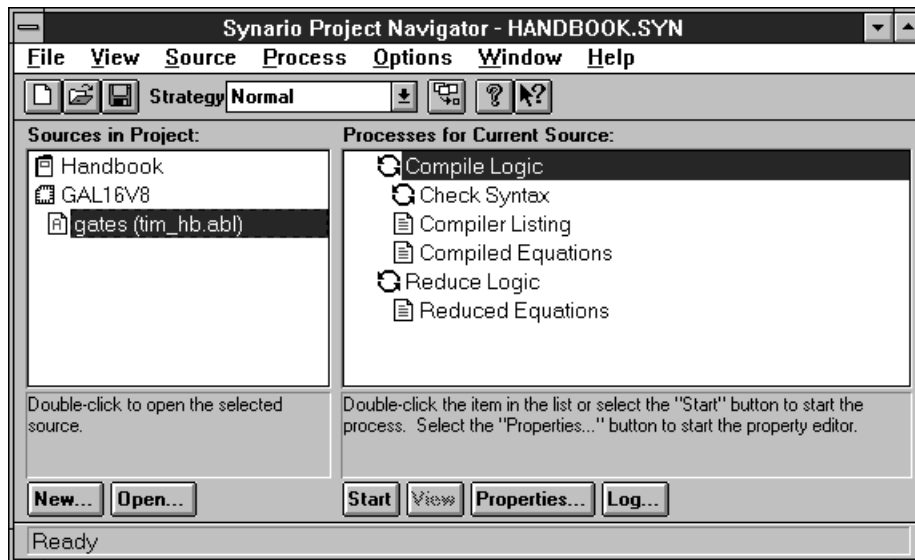 Synario Project Navigator - HANDBOOK.SYN
File View Source Process Options Window Help
Strategy Normal
Sources in Project:
Handbook
GAL16V8
gates (tim_hb.abl)
Processes for Current Source:
Compile Logic
Check Syntax
Compiler Listing
Compiled Equations
Reduce Logic
Reduced Equations
Double-click to open the selected
source.
Double-click the item in the list or select the "Start" button to start the
process. Select the "Properties..." button to start the property editor.
New... Open... Start View Properties... Log...
Ready